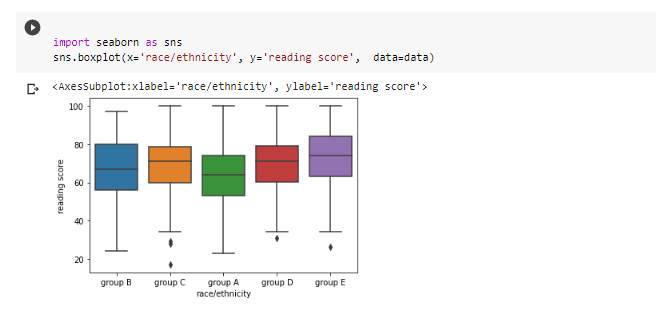 import seaborn as sns
sns.boxplot(x='race/ethnicity', y='reading score',  data=data)
<AxesSubplot:xlabel='race/ethnicity', ylabel='reading score'>
100
80
60
40
20
reading score
group B group C group A group D group E
race/ethnicity